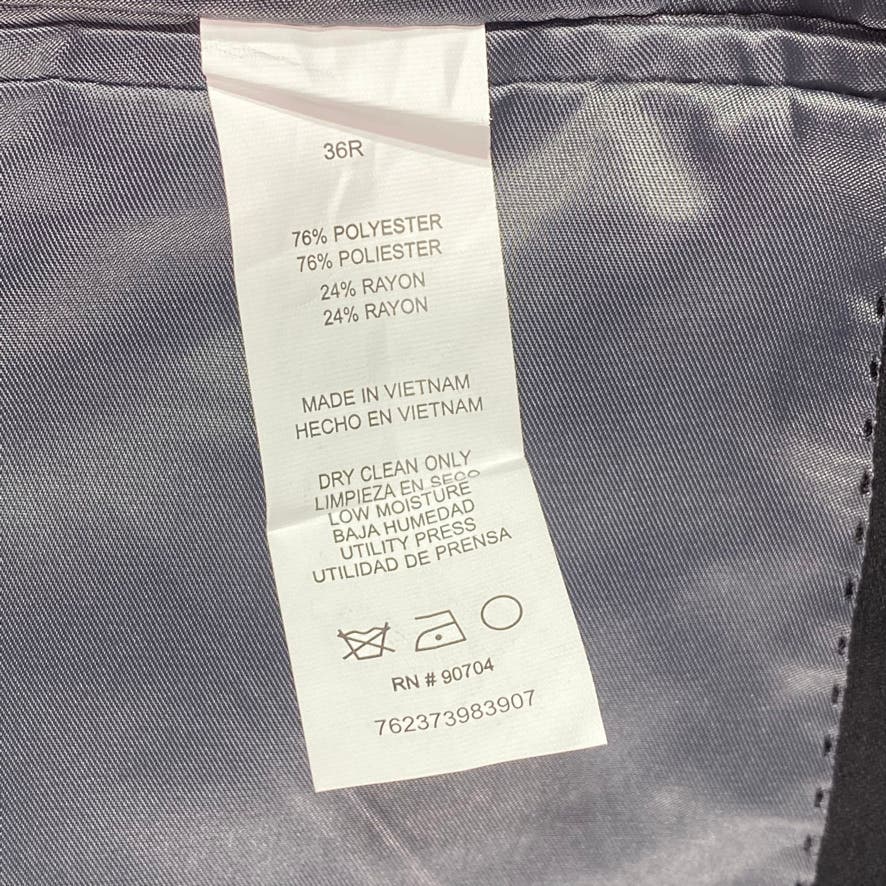 36R
76% POLYESTER
76% POLIESTER
24% RAYON
24% RAYON
MADE IN VIETNAM
HECHO EN VIETNAM
DRY CLEAN ONLY
LIMPIEZA EN SECO
LOW MOISTURE
BAJA HUMEDAD
UTILITY PRESS
UTILIDAD DE PRENSA
RN # 90704
762373983907